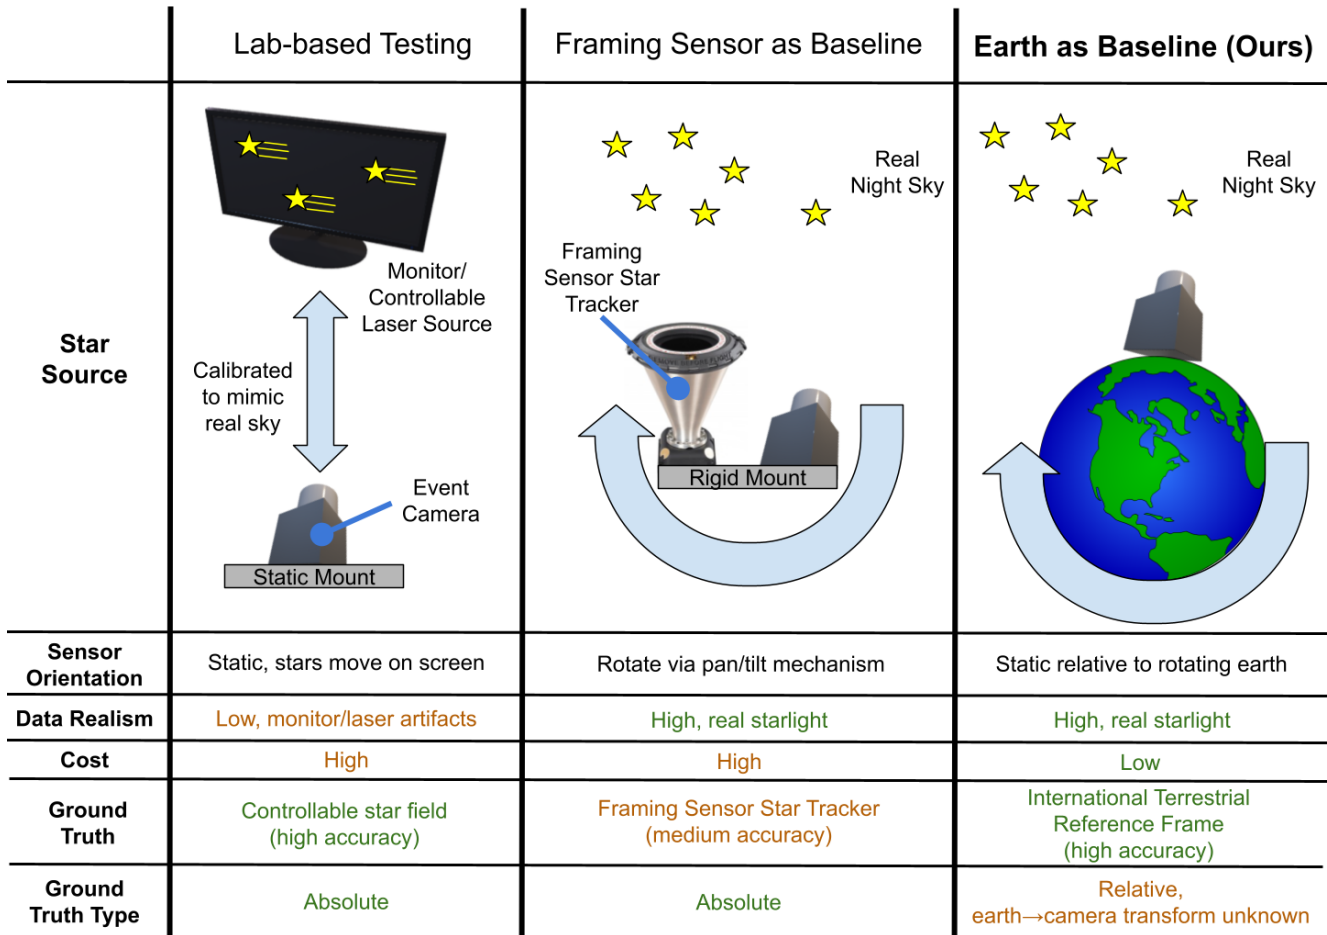 Lab-based Testing
Framing Sensor as Baseline
Earth as Baseline (Ours)
Star
Source
Monitor/
Controllable
Laser Source
Calibrated
to mimic
real sky
Event
Camera
Static Mount
Real
Night Sky
Framing
Sensor Star
Tracker
Rigid Mount
Real
Night Sky
Sensor
Orientation
Static, stars move on screen
Rotate via pan/tilt mechanism
Static relative to rotating earth
Data Realism
Low, monitor/laser artifacts
High, real starlight
High, real starlight
Cost
High
High
Low
Ground
Truth
Controllable star field
(high accuracy)
Framing Sensor Star Tracker
(medium accuracy)
International Terrestrial
Reference Frame
(high accuracy)
Ground
Truth Type
Absolute
Absolute
Relative,
earth→camera transform unknown